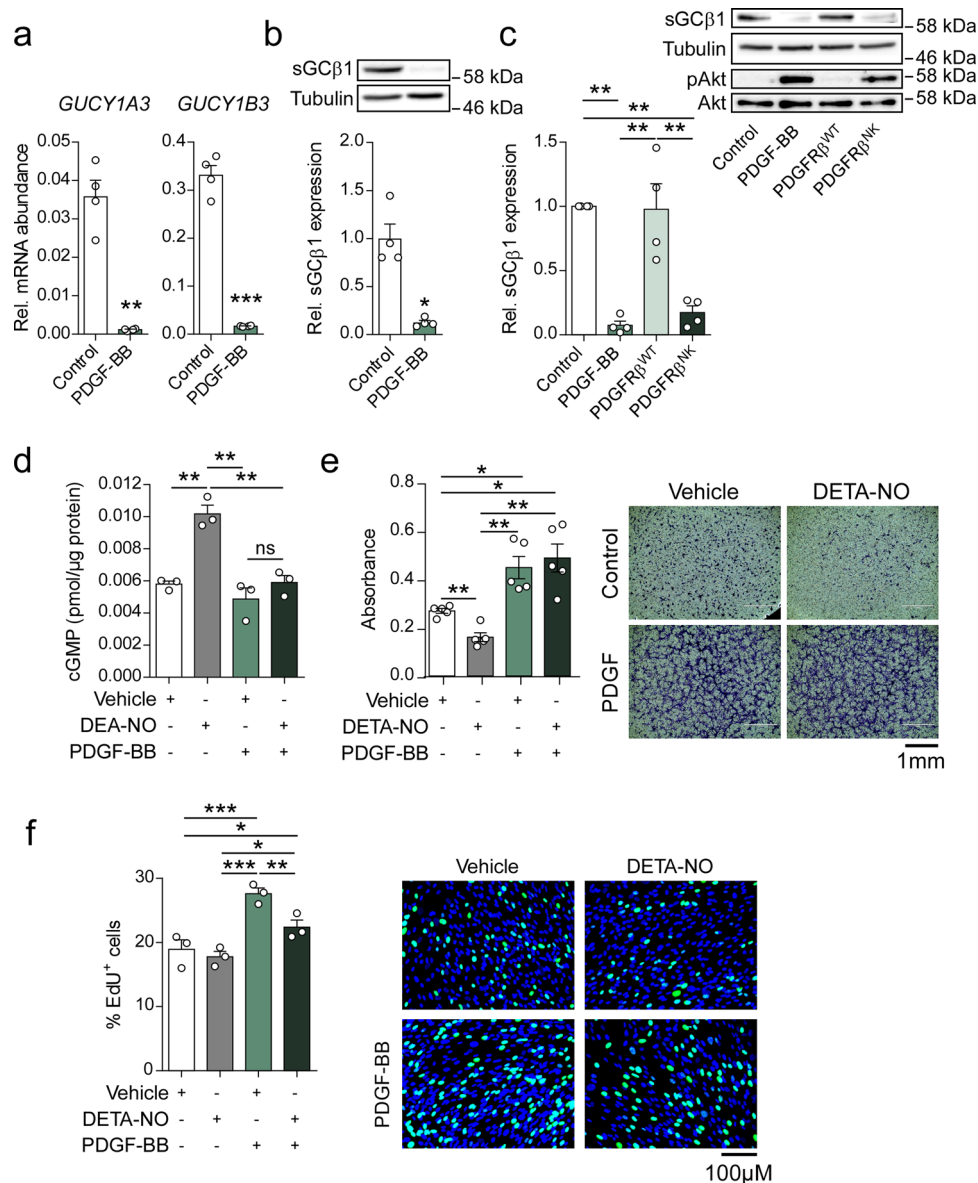 a
GUCY1A3
GUCY1B3
Rel. mRNA abundance
0.05
0.04
0.03
0.02
0.01
0.00
**
Control
PDGF-BB
0.4
0.3
0.2
0.1
0.0
***
Control
PDGF-BB
b
sGCβ1
Tubulin
58 kDa
46 kDa
Rel. sGCβ1 expression
2.0
1.5
1.0
0.5
0.0
*
Control
PDGF-BB
c
sGCβ1
Tubulin
pAkt
Akt
58 kDa
46 kDa
58 kDa
58 kDa
Control
PDGF-BB
PDGFRβWT
PDGFRβNK
** **
** **
Rel. sGCβ1 expression
1.5
1.0
0.5
0.0
Control
PDGF-BB
PDGFRβWT
PDGFRβNK
d
cGMP (pmol/µg protein)
0.012
0.010
0.008
0.006
0.004
0.002
0.000
**
** **
ns
Vehicle + - + -
DEA-NO - + - +
PDGF-BB - - + +
e
Absorbance
0.8
0.6
0.4
0.2
0.0
*
*
**
**
**
Vehicle + - + -
DETA-NO - + - +
PDGF-BB - - + +
Vehicle DETA-NO
Control
PDGF
1mm
f
% EdU+ cells
30
20
10
0
***
*
*
*** **
Vehicle + - + -
DETA-NO - + - +
PDGF-BB - - + +
Vehicle DETA-NO
PDGF-BB
100µM